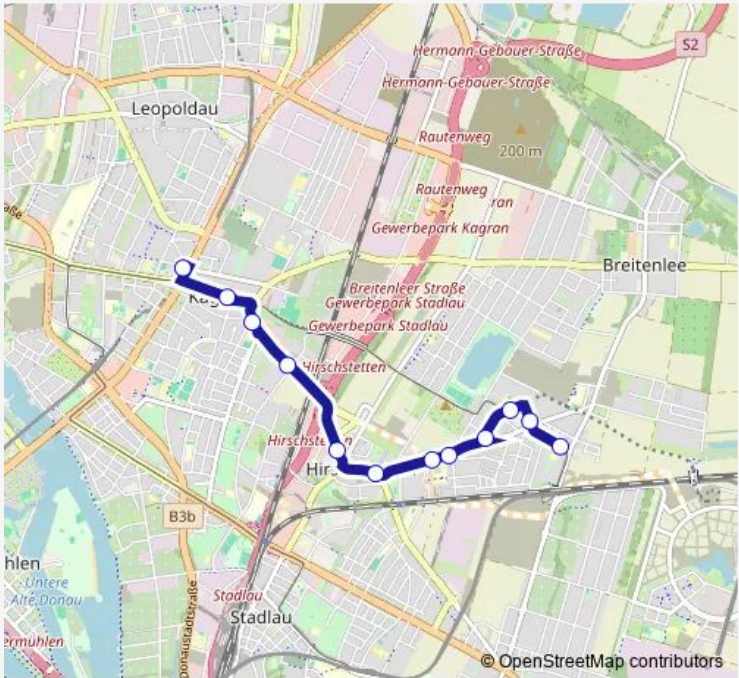 Hermann-Gebauer-Straße
S2
Hermann-Gebauer-Straße
Leopoldau
Rautenweg
200 m
Rautenweg
Gewerbepark Kagran
Breitenlee
Breitenleer Straße
Gewerbepark Stadlau
Gewerbepark Stadlau
Hirschstetten
B3b
Untere
Alte Donau
Stadlau
Stadlau
© OpenStreetMap contributors